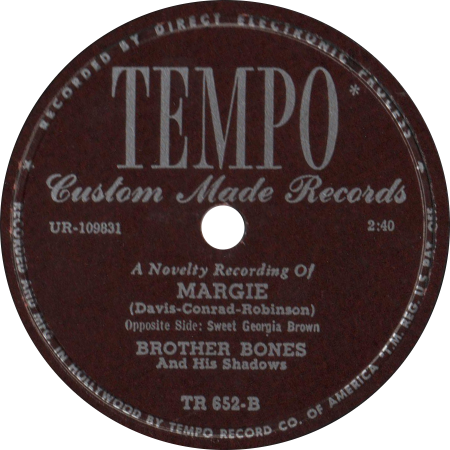 * RECORDED BY DIRECT ELECTRONIC PROCESS *
TEMPO*
Custom Made Records
UR-109831
2:40
A Novelty Recording Of
MARGIE
(Davis-Conrad-Robinson)
Opposite Side: Sweet Georgia Brown
BROTHER BONES
And His Shadows
TR 652-B
RECORDED AND MFG. IN HOLLYWOOD BY TEMPO RECORD CO. OF AMERICA *T.M. REG. U.S. PAT. OFF.